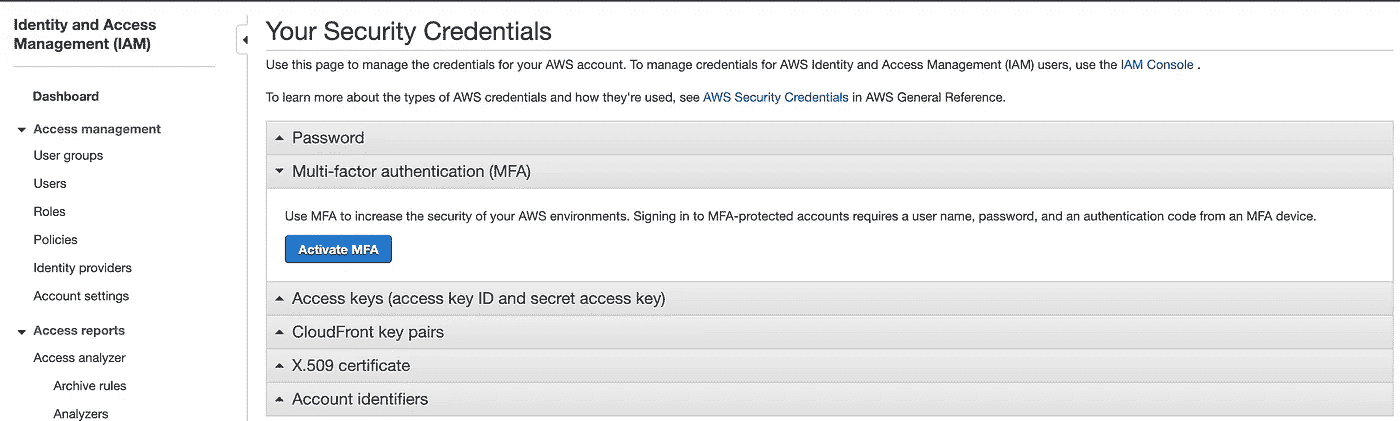 Identity and Access
Management (IAM)
Dashboard
Access management
User groups
Users
Roles
Policies
Identity providers
Account settings
Access reports
Access analyzer
Archive rules
Analyzers
Your Security Credentials
Use this page to manage the credentials for your AWS account. To manage credentials for AWS Identity and Access Management (IAM) users, use the IAM Console .
To learn more about the types of AWS credentials and how they're used, see AWS Security Credentials in AWS General Reference.
Password
Multi-factor authentication (MFA)
Use MFA to increase the security of your AWS environments. Signing in to MFA-protected accounts requires a user name, password, and an authentication code from an MFA device.
Activate MFA
Access keys (access key ID and secret access key)
CloudFront key pairs
X.509 certificate
Account identifiers